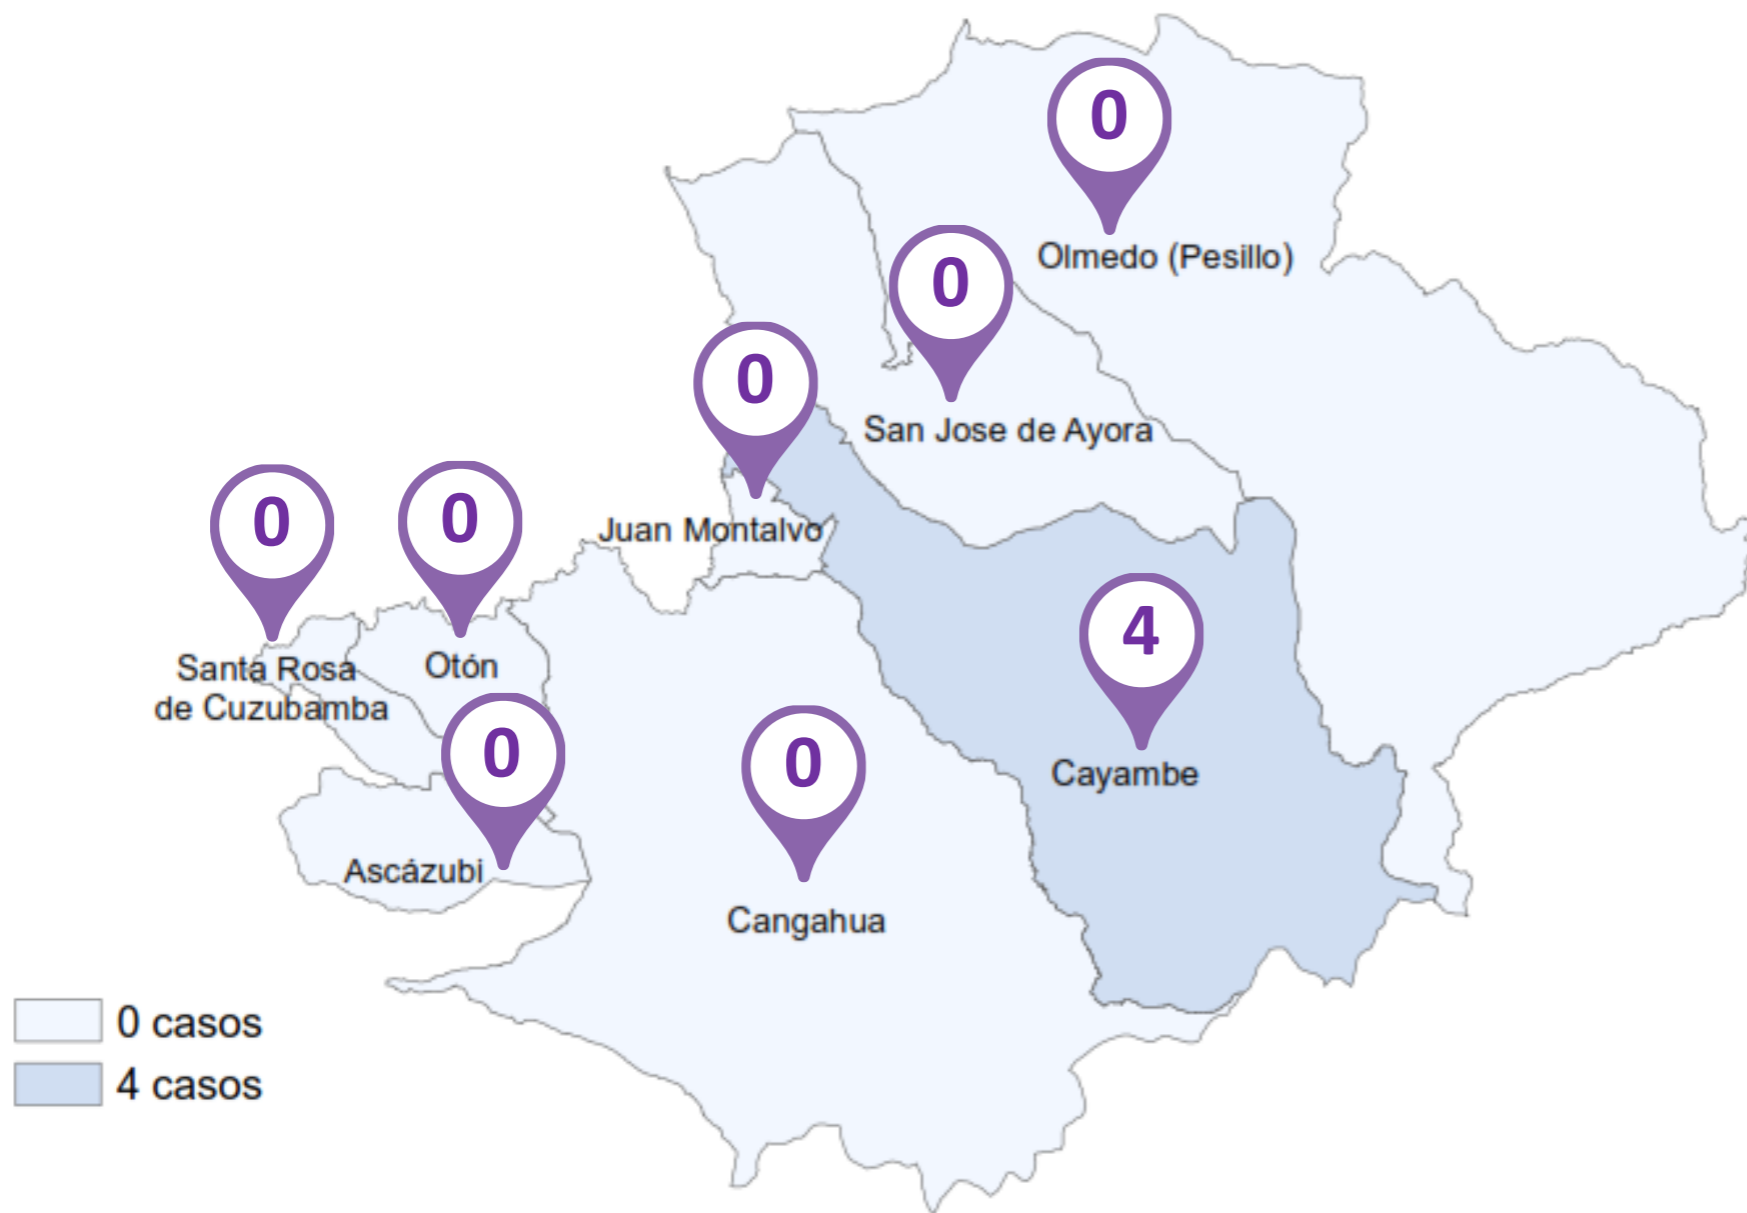 0
Olmedo (Pesillo)
0
San Jose de Ayora
0
Juan Montalvo
0
Santa Rosa
de Cuzubamba
0
Otón
4
Cayambe
0
Ascázubi
0
Cangahua
0 casos
4 casos